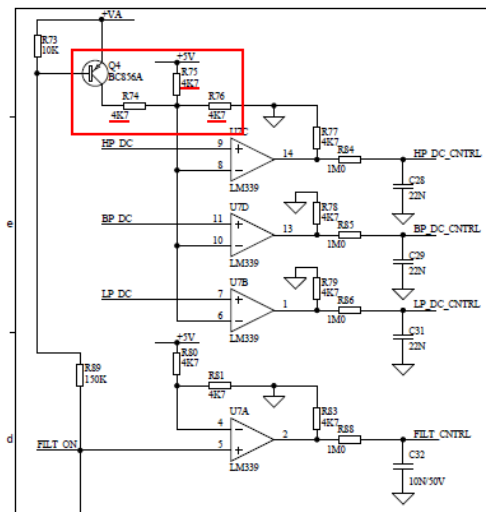 +VA
R73
10K
Q4
BC856A
+5V
R75
4K7
R74
4K7
R76
4K7
R77
4K7
R84
1M0
HP_DC
9
8
U7C
14
LM339
HP_DC_CNTRL
C28
22N
R78
4K7
R85
1M0
e
BP_DC
11
10
U7D
13
LM339
BP_DC_CNTRL
C29
22N
R79
4K7
R86
1M0
LP_DC
7
6
U7B
1
LM339
LP_DC_CNTRL
C31
22N
+5V
R80
4K7
R89
150K
R81
4K7
R83
4K7
R88
1M0
d
FILT_ON
4
5
U7A
2
LM339
FILT_CNTRL
C32
10N/50V